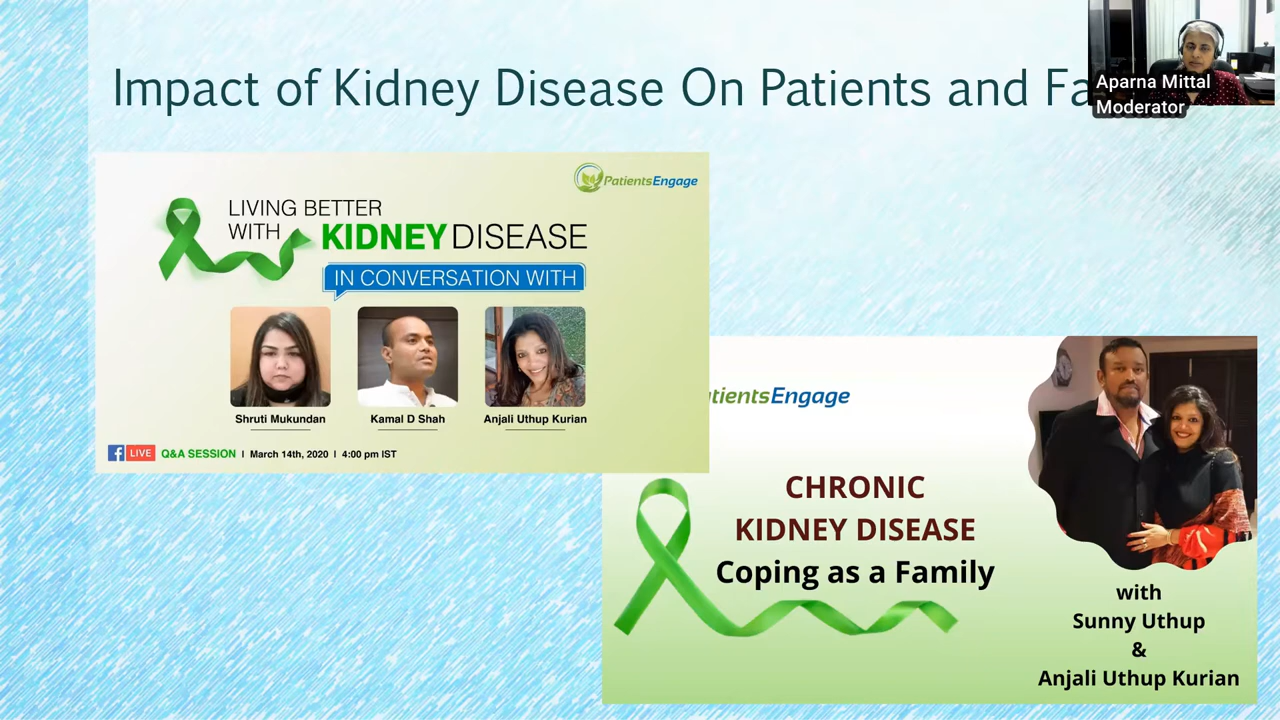 Impact of Kidney Disease On Patients and Fa
Aparna Mittal
Moderator
PatientsEngage
LIVING BETTER
WITH KIDNEY DISEASE
IN CONVERSATION WITH
Shruti Mukundan
Kamal D Shah
Anjali Uthup Kurian
f LIVE Q&A SESSION I March 14th, 2020 I 4:00 pm IST
tientsEngage
CHRONIC
KIDNEY DISEASE
Coping as a Family
with
Sunny Uthup
&
Anjali Uthup Kurian